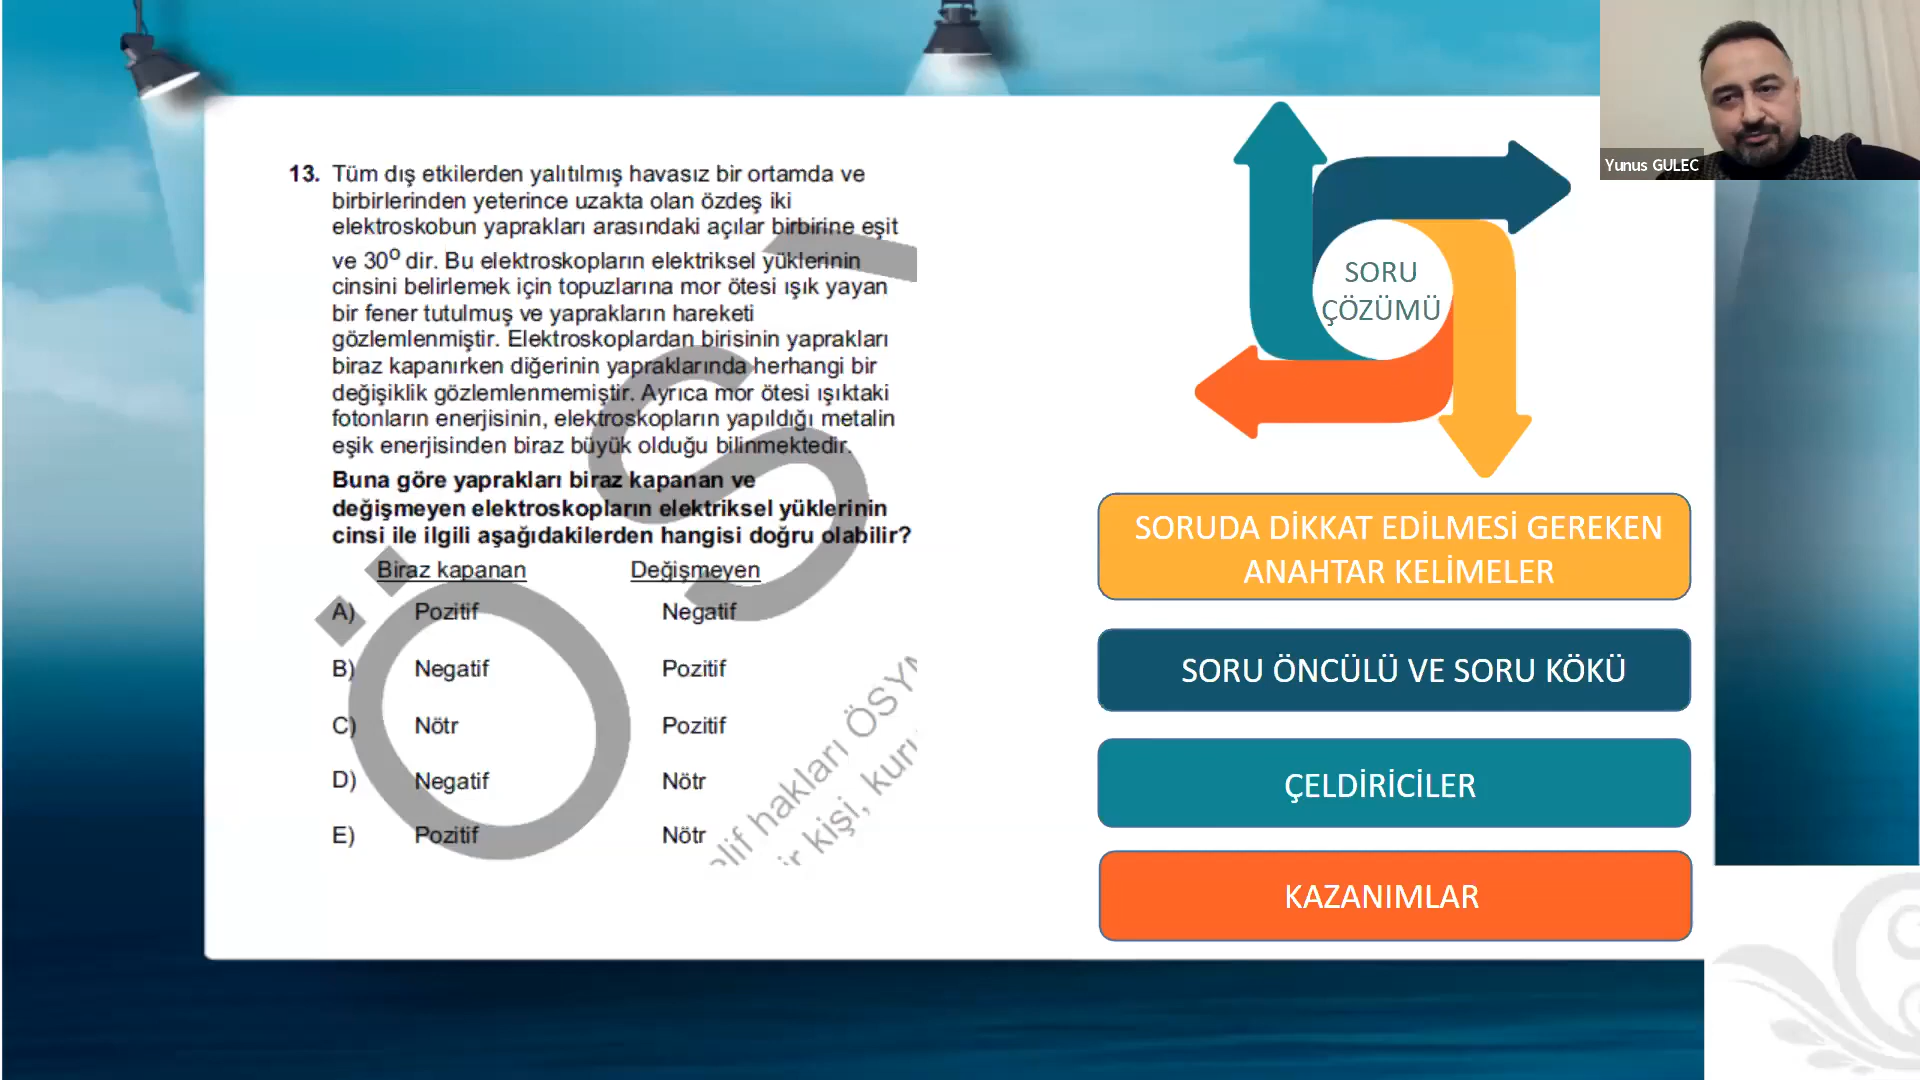 13. Tüm dış etkilerden yalıtılmış havasız bir ortamda ve
birbirlerinden yeterince uzakta olan özdeş iki
elektroskobun yaprakları arasındaki açılar birbirine eşit
ve 30° dir. Bu elektroskopların elektriksel yüklerinin
cinsini belirlemek için topuzlarına mor ötesi ışık yayan
bir fener tutulmuş ve yaprakların hareketi
gözlemlenmiştir. Elektroskoplardan birisinin yaprakları
biraz kapanırken diğerinin yapraklarında herhangi bir
değişiklik gözlemlenmemiştir. Ayrıca mor ötesi ışıktaki
fotonların enerjisinin, elektroskopların yapıldığı metalin
eşik enerjisinden biraz büyük olduğu bilinmektedir.
Buna göre yaprakları biraz kapanan ve
değişmeyen elektroskopların elektriksel yüklerinin
cinsi ile ilgili aşağıdakilerden hangisi doğru olabilir?
Biraz kapanan Değişmeyen
A) Pozitif Negatif
B) Negatif Pozitif
C) Nötr Pozitif
D) Negatif Nötr
E) Pozitif Nötr
SORU
ÇÖZÜMÜ
SORUDA DİKKAT EDİLMESİ GEREKEN
ANAHTAR KELİMELER
SORU ÖNCÜLÜ VE SORU KÖKÜ
ÇELDİRİCİLER
KAZANIMLAR
Yunus GULEC